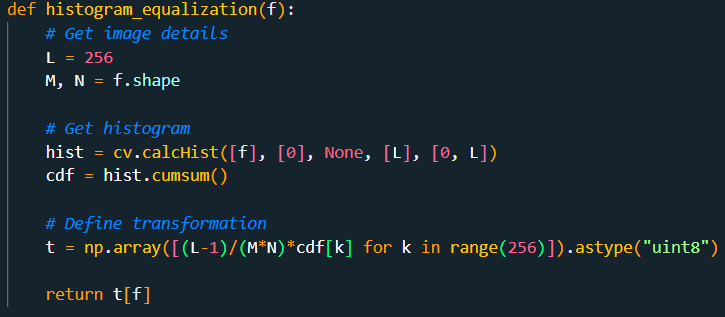 def histogram_equalization(f):
# Get image details
L = 256
M, N = f.shape
# Get histogram
hist = cv.calcHist([f], [0], None, [L], [0, L])
cdf = hist.cumsum()
# Define transformation
t = np.array([(L-1)/(M*N)*cdf[k] for k in range(256)]).astype("uint8")
return t[f]